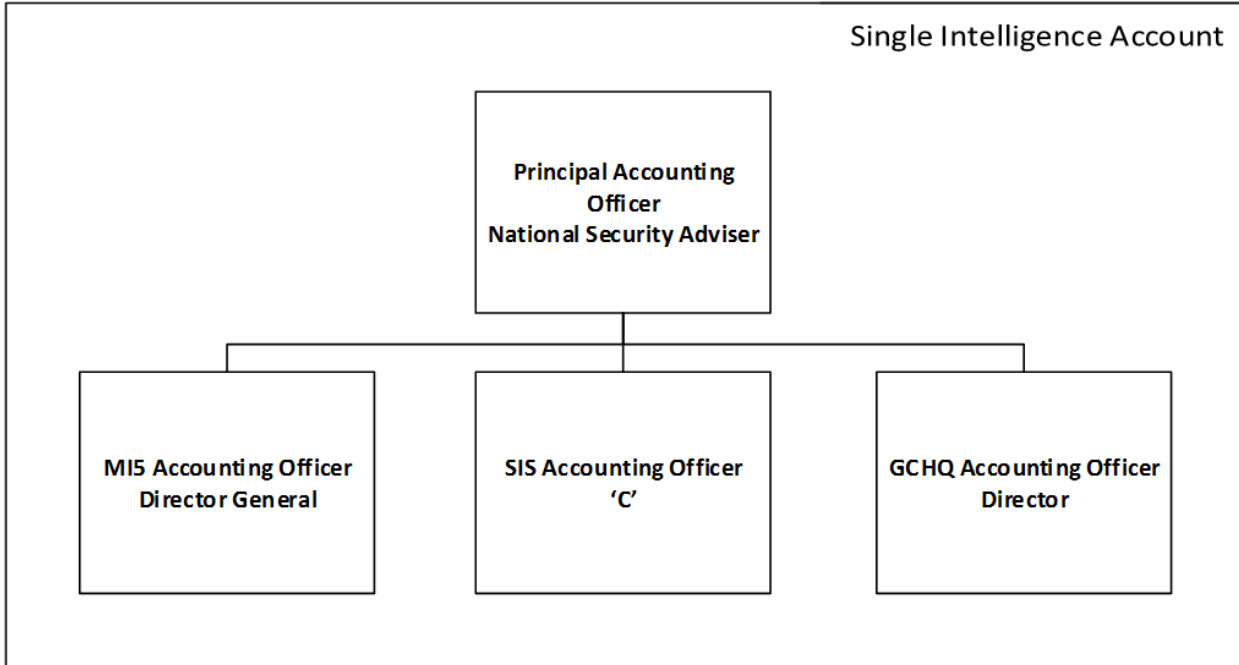 Single Intelligence Account
Principal Accounting
Officer
National Security Adviser
MI5 Accounting Officer
Director General
SIS Accounting Officer
‘C’
GCHQ Accounting Officer
Director